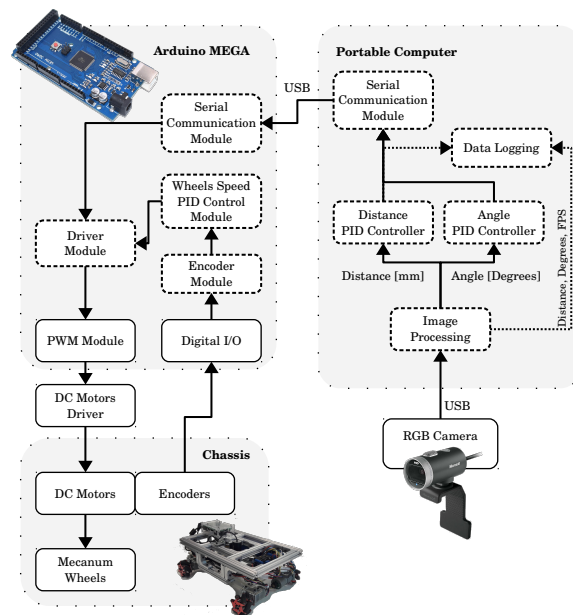 Arduino MEGA
Portable Computer
USB
Serial
Communication
Module
Serial
Communication
Module
Data Logging
Wheels Speed
PID Control
Module
Distance
PID Controller
Angle
PID Controller
Distance, Degrees, FPS
Driver
Module
Encoder
Module
Distance [mm]
Angle [Degrees]
Image
Processing
PWM Module
Digital I/O
USB
DC Motors
Driver
RGB Camera
Chassis
DC Motors
Encoders
Mecanum
Wheels